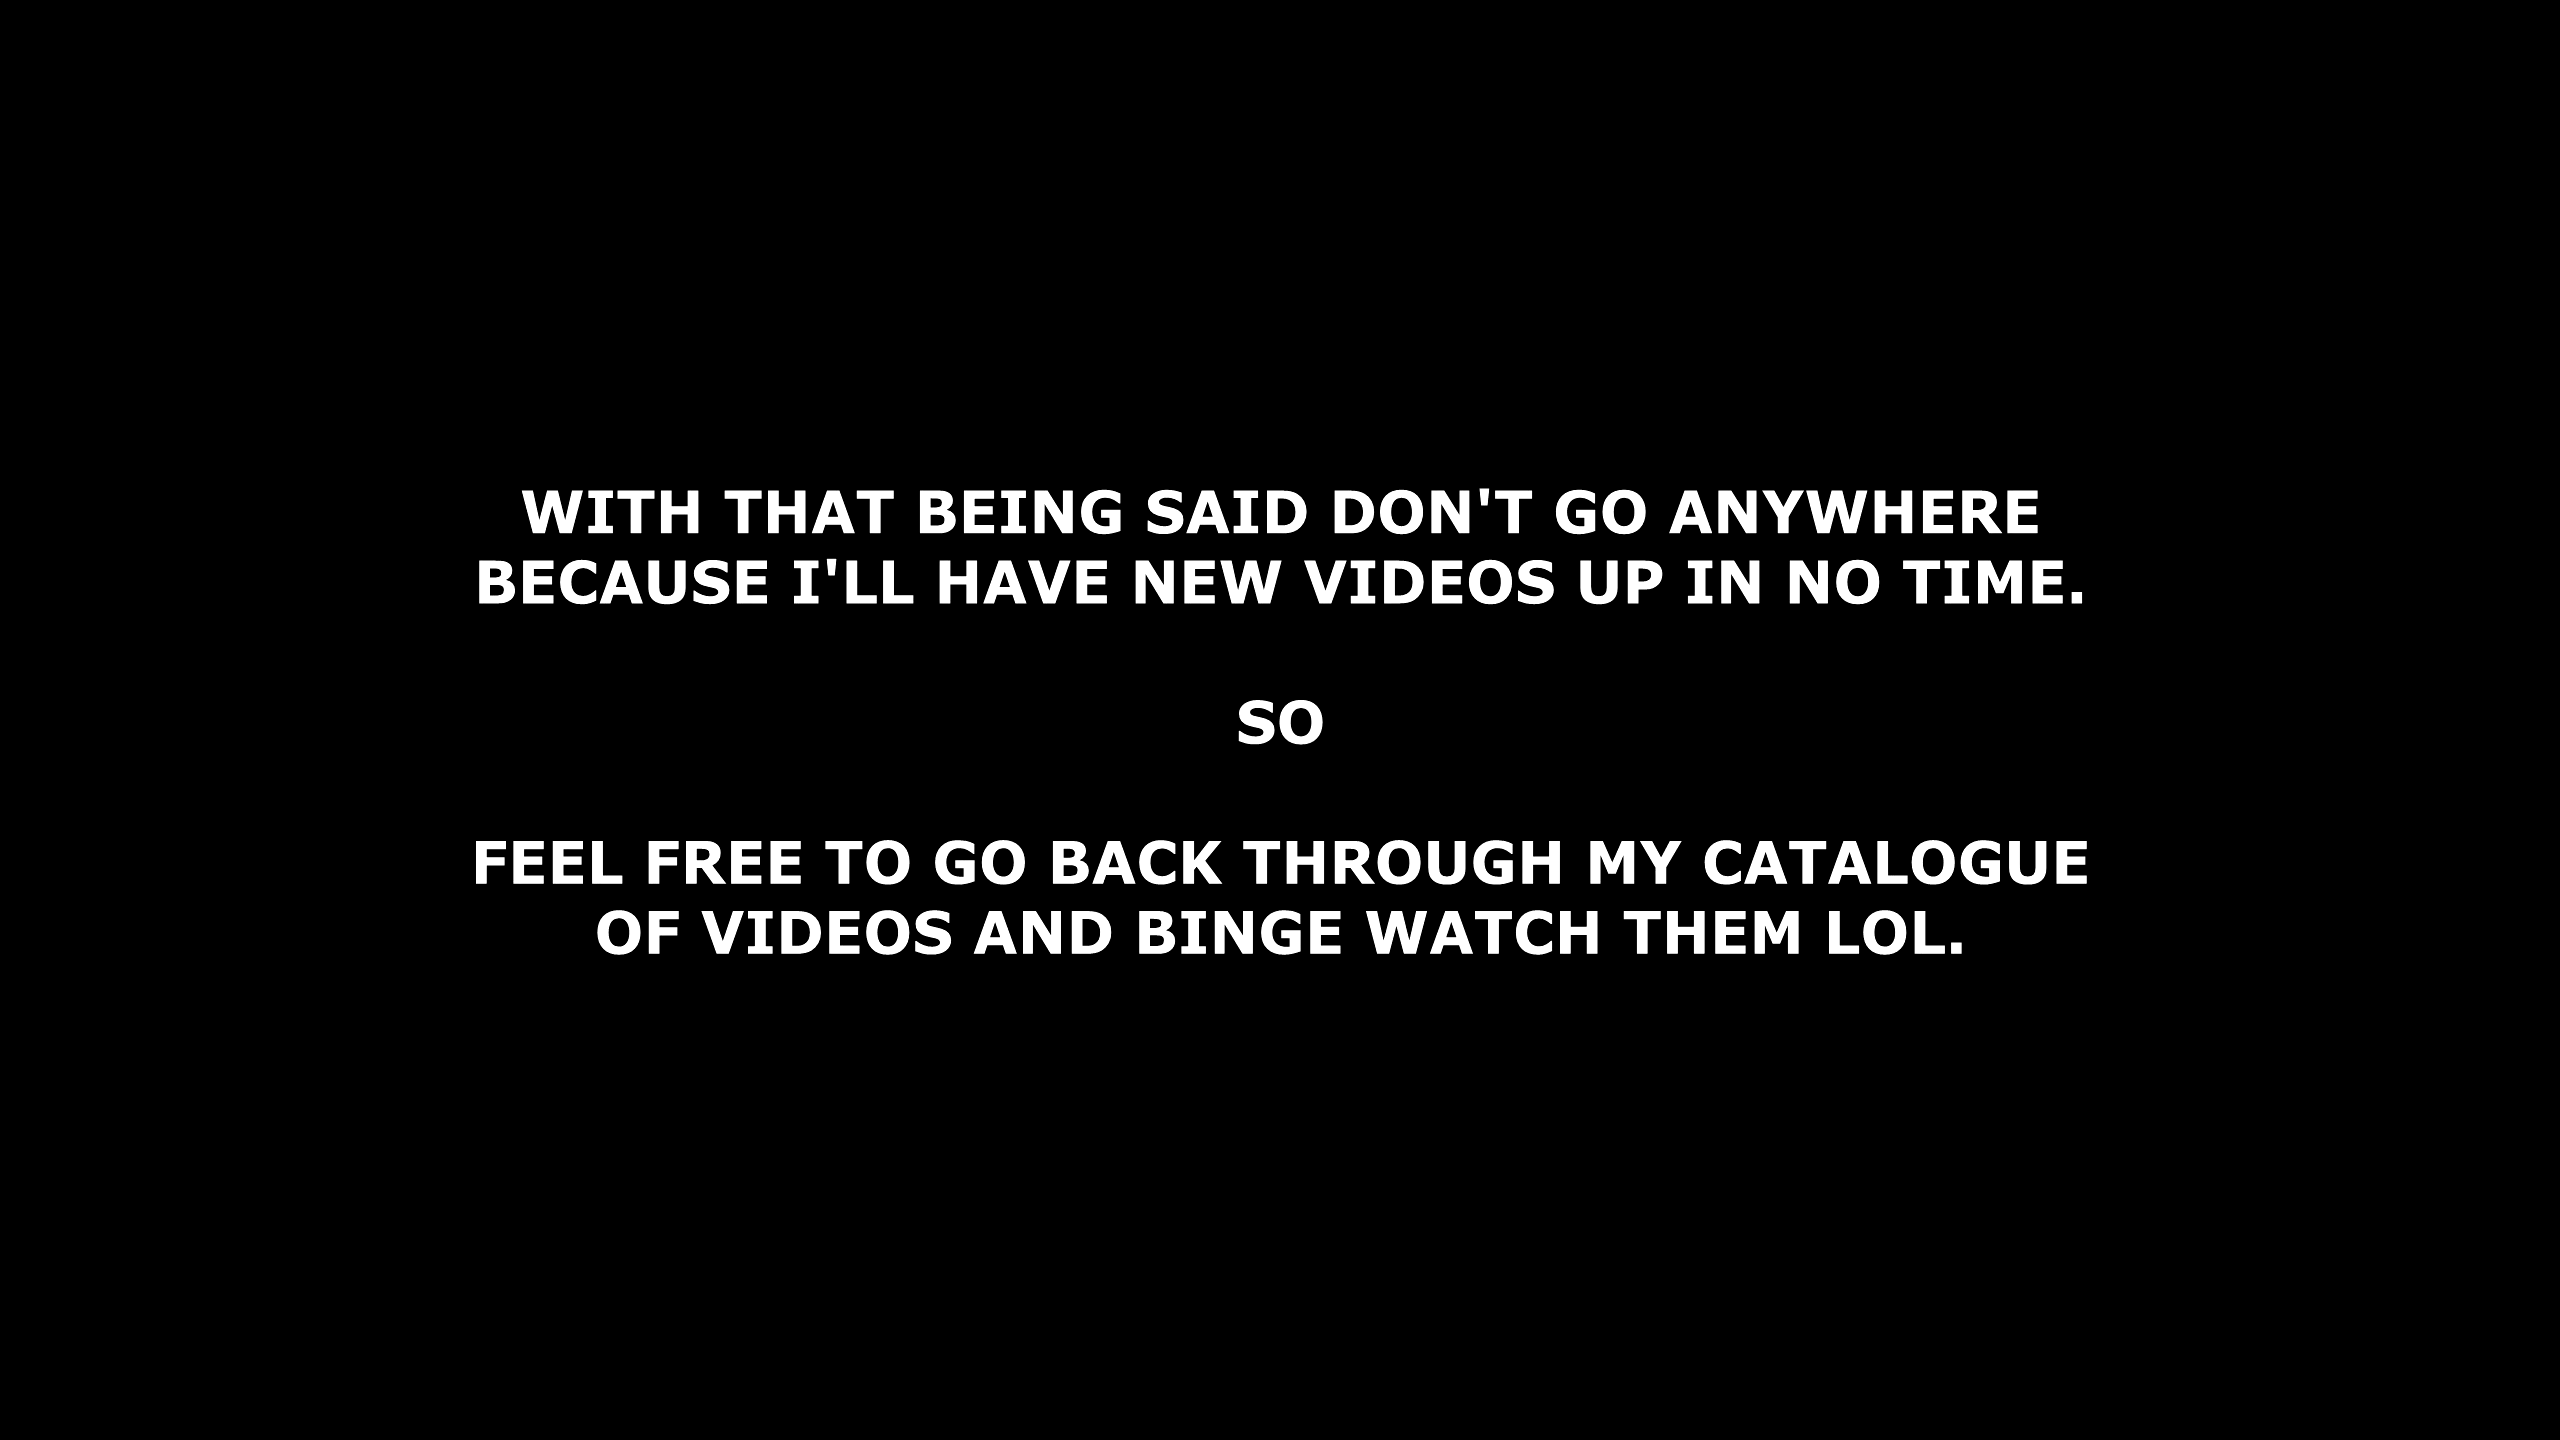 WITH THAT BEING SAID DON'T GO ANYWHERE
BECAUSE I'LL HAVE NEW VIDEOS UP IN NO TIME.
SO
FEEL FREE TO GO BACK THROUGH MY CATALOGUE
OF VIDEOS AND BINGE WATCH THEM LOL.